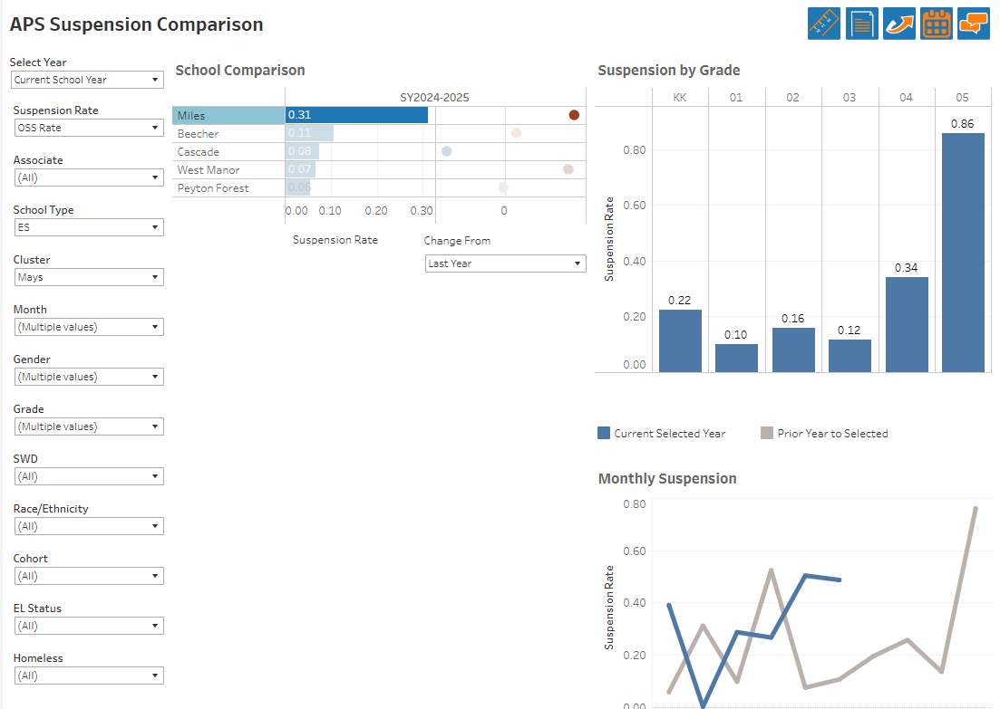 APS Suspension Comparison
Select Year
Current School Year
Suspension Rate
OSS Rate
Associate
(All)
School Type
ES
Cluster
Mays
Month
(Multiple values)
Gender
(Multiple values)
Grade
(Multiple values)
SWD
(All)
Race/Ethnicity
(All)
Cohort
(All)
EL Status
(All)
Homeless
(All)
School Comparison
SY2024-2025
Miles 0.31
Beecher 0.11
Cascade 0.08
West Manor 0.07
Peyton Forest 0.06
0.00 0.10 0.20 0.30 0
Suspension Rate
Change From
Last Year
Suspension by Grade
KK 01 02 03 04 05
Suspension Rate
0.80
0.60
0.40
0.20
0.00
0.22 0.10 0.16 0.12 0.34 0.86
Current Selected Year
Prior Year to Selected
Monthly Suspension
Suspension Rate
0.80
0.60
0.40
0.20
0.00